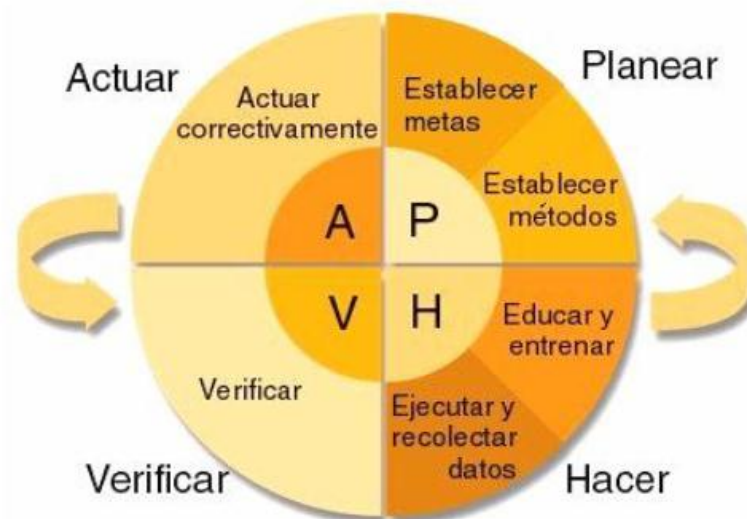 Actuar
Planear
Actuar
correctivamente
Establecer
metas
Establecer
métodos
A
P
V
H
Educar y
entrenar
Verificar
Ejecutar y
recolectar
datos
Verificar
Hacer